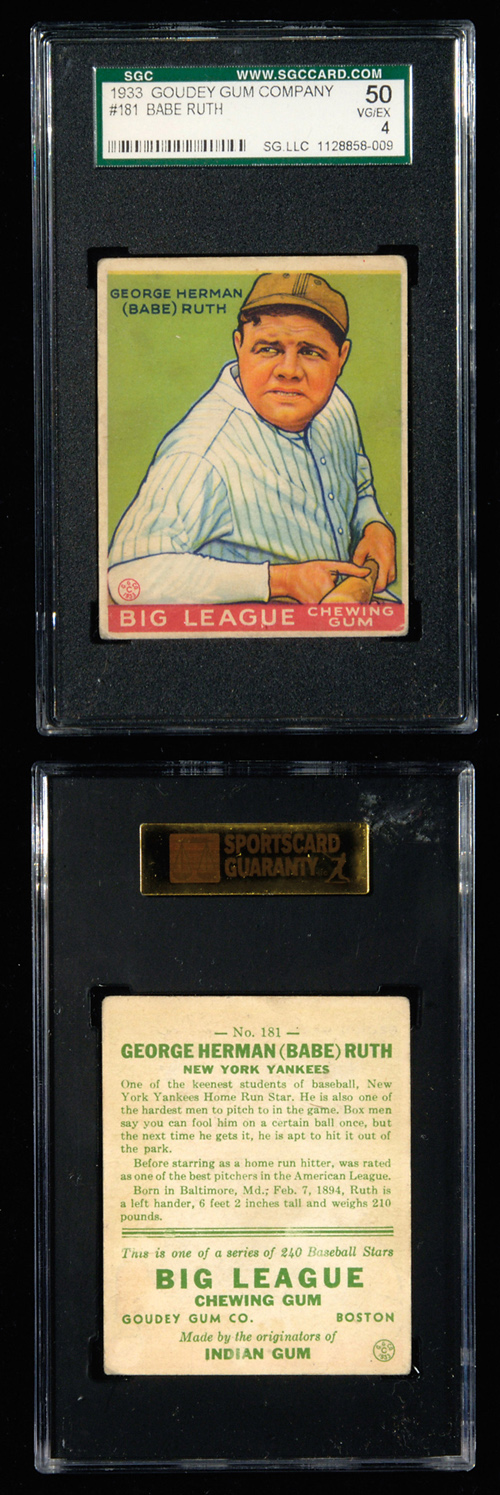 SGC WWW.SGCCARD.COM
1933 GOUDEY GUM COMPANY 50
#181 BABE RUTH VG/EX
4
SG.LLC 1128858-009
GEORGE HERMAN
(BABE) RUTH
BIG LEAGUE CHEWING
GUM
SPORTSCARD
GUARANTY
— No. 181 —
GEORGE HERMAN (BABE) RUTH
NEW YORK YANKEES
One of the keenest students of baseball, New
York Yankees Home Run Star. He is also one of
the hardest men to pitch to in the game. Box men
say you can fool him on a certain ball once, but
the next time he gets it, he is apt to hit it out of
the park.
Before starring as a home run hitter, was rated
as one of the best pitchers in the American League.
Born in Baltimore, Md.; Feb. 7, 1894, Ruth is
a left hander, 6 feet 2 inches tall and weighs 210
pounds.
This is one of a series of 240 Baseball Stars
BIG LEAGUE
CHEWING GUM
GOUDEY GUM CO. BOSTON
Made by the originators of
INDIAN GUM